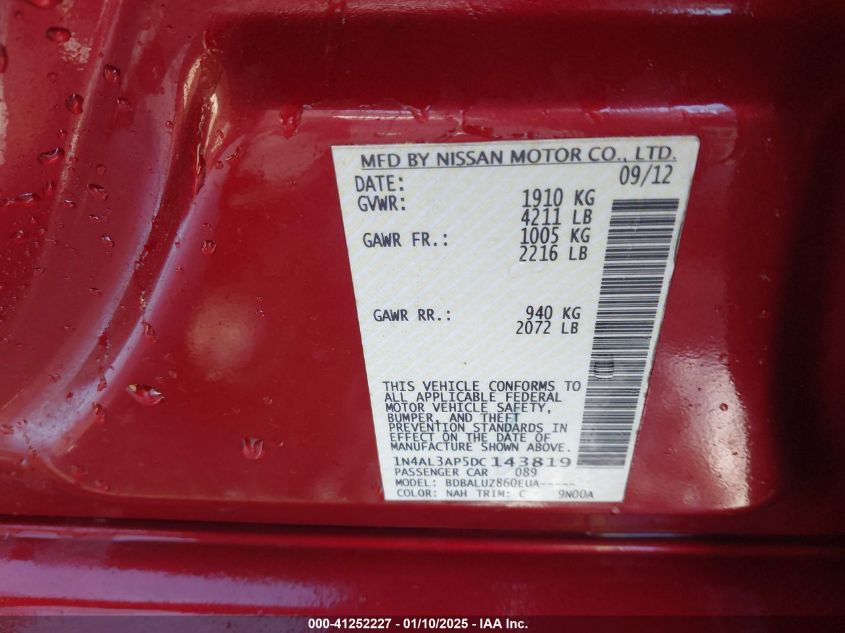 MFD BY NISSAN MOTOR CO., LTD.
DATE: 09/12
GVWR: 1910 KG
4211 LB
GAWR FR.: 1005 KG
2216 LB
GAWR RR.: 940 KG
2072 LB
THIS VEHICLE CONFORMS TO
ALL APPLICABLE FEDERAL
MOTOR VEHICLE SAFETY,
BUMPER, AND THEFT
PREVENTION STANDARDS IN
EFFECT ON THE DATE OF
MANUFACTURE SHOWN ABOVE.
1N4AL3AP5DC143819
PASSENGER CAR 089
MODEL: BDBALUZ860EUA-----
COLOR: NAH TRIM: C 9N00A
000-41252227 - 01/10/2025 - IAA Inc.